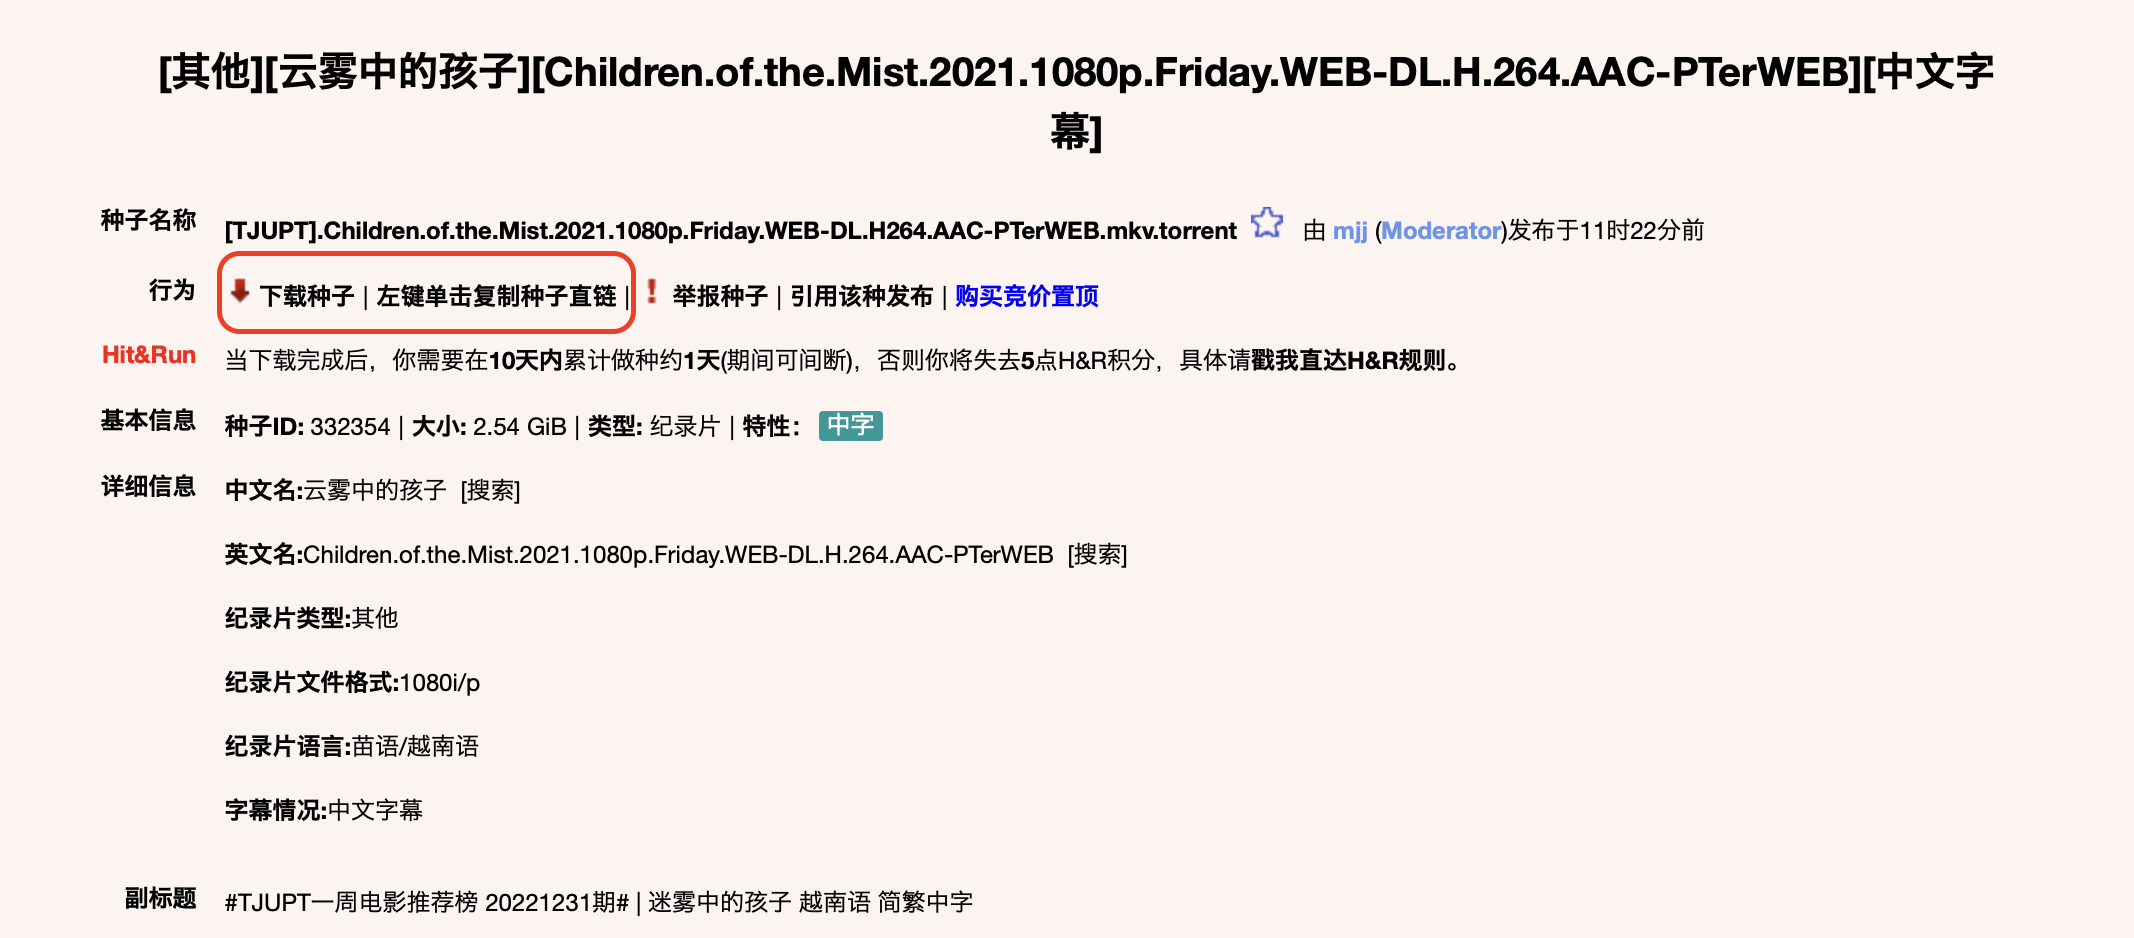 [其他][云雾中的孩子][Children.of.the.Mist.2021.1080p.Friday.WEB-DL.H.264.AAC-PTerWEB][中文字
幕]
种子名称 [TJUPT].Children.of.the.Mist.2021.1080p.Friday.WEB-DL.H264.AAC-PTerWEB.mkv.torrent 由 mjj (Moderator)发布于11时22分前
行为 下载种子 | 左键单击复制种子直链 | 举报种子 | 引用该种发布 | 购买竞价置顶
Hit&Run 当下载完成后，你需要在10天内累计做种约1天(期间可间断)，否则你将失去5点H&R积分，具体请戳我直达H&R规则。
基本信息 种子ID: 332354 | 大小: 2.54 GiB | 类型: 纪录片 | 特性： 中字
详细信息 中文名:云雾中的孩子 [搜索]
英文名:Children.of.the.Mist.2021.1080p.Friday.WEB-DL.H.264.AAC-PTerWEB [搜索]
纪录片类型:其他
纪录片文件格式:1080i/p
纪录片语言:苗语/越南语
字幕情况:中文字幕
副标题 #TJUPT一周电影推荐榜 20221231期# | 迷雾中的孩子 越南语 简繁中字